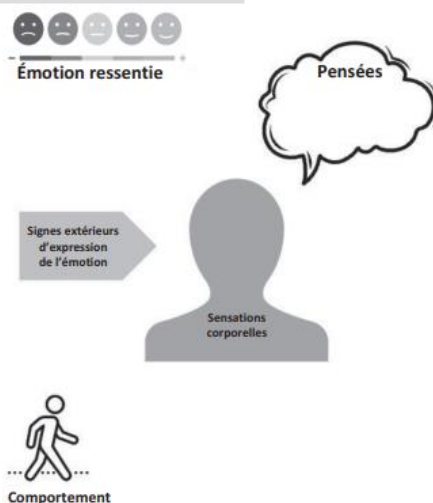 - +
Émotion ressentie
Pensées
Signes extérieurs
d'expression
de l'émotion
Sensations
corporelles
Comportement